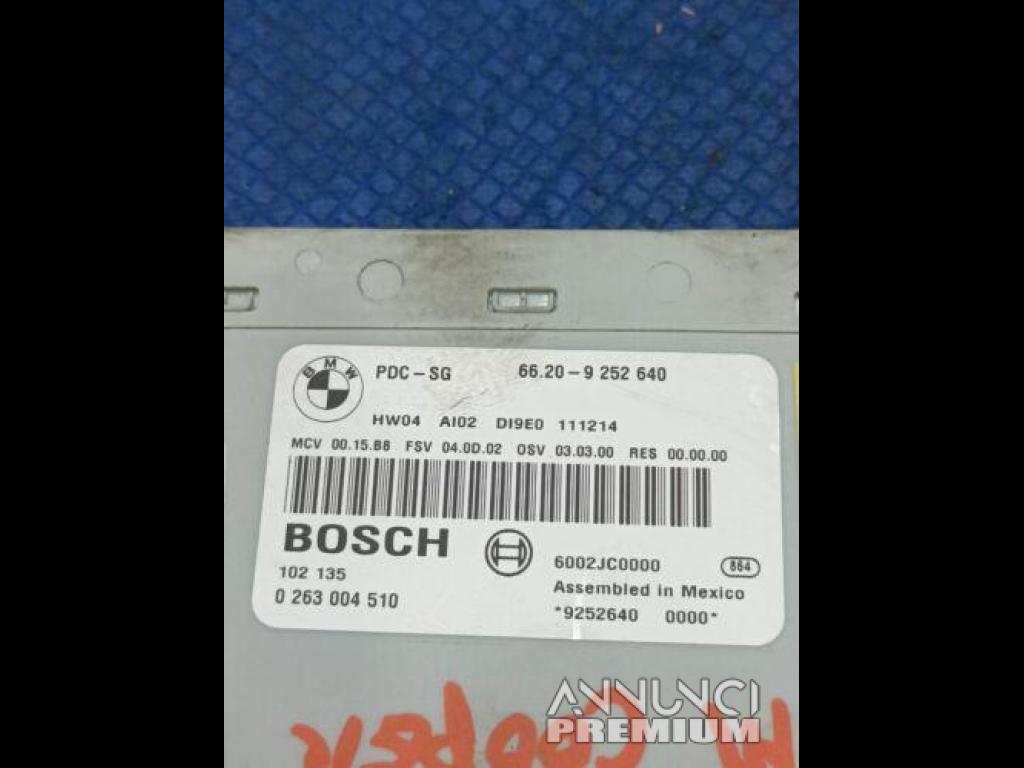 BMW
PDC-SG 66.20-9 252 640
HW04 AI02 DI9E0 111214
MCV 00.15.B8 FSV 04.0D.02 OSV 03.03.00 RES 00.00.00
BOSCH
102 135
0 263 004 510
6002JC0000 864
Assembled in Mexico
*9252640 0000*
COOPER
ANNUNCI
PREMIUM